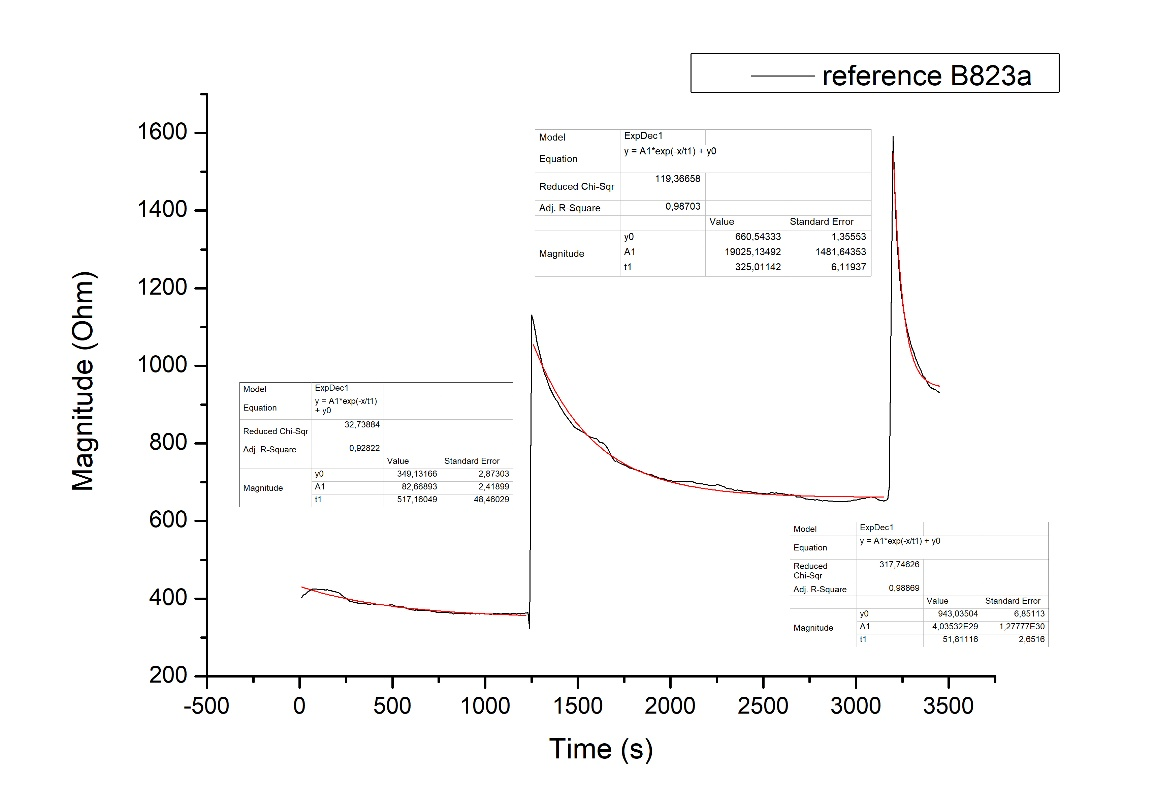 reference B823a
1600
1400
1200
1000
800
600
400
200
-500 0 500 1000 1500 2000 2500 3000 3500
Magnitude (Ohm)
Time (s)
Model ExpDec1
Equation y = A1*exp(-x/t1) + y0
Reduced Chi-Sqr 119,36658
Adj. R-Square 0,98703
Value Standard Error
Magnitude
y0 660,54333 1,35553
A1 19025,13492 1481,64353
t1 325,01142 6,11937
Model ExpDec1
Equation y = A1*exp(-x/t1)
+ y0
Reduced Chi-Sqr 32,73884
Adj. R-Square 0,92822
Value Standard Error
Magnitude
y0 349,13166 2,87303
A1 82,66893 2,41899
t1 517,16049 48,46029
Model ExpDec1
Equation y = A1*exp(-x/t1) + y0
Reduced
Chi-Sqr 317,74626
Adj. R-Square 0,98869
Value Standard Error
Magnitude
y0 943,03504 6,85113
A1 4,03532E29 1,27777E30
t1 51,81118 2,6516